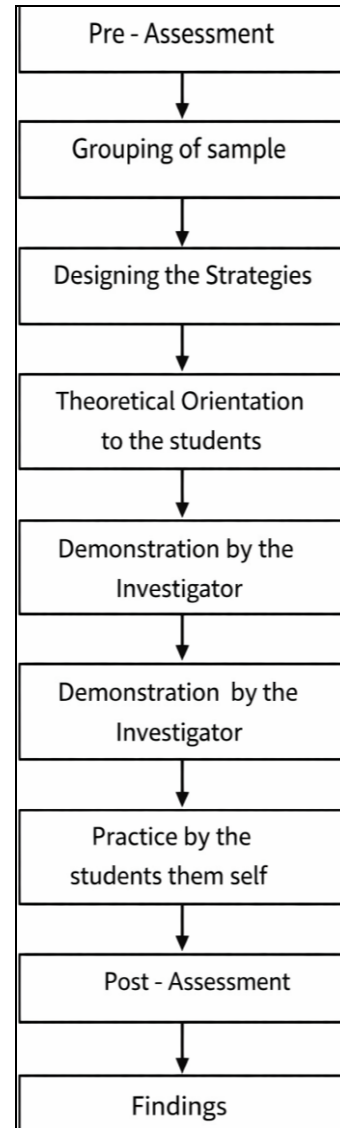 Pre - Assessment
Grouping of sample
Designing the Strategies
Theoretical Orientation
to the students
Demonstration by the
Investigator
Demonstration by the
Investigator
Practice by the
students them self
Post - Assessment
Findings